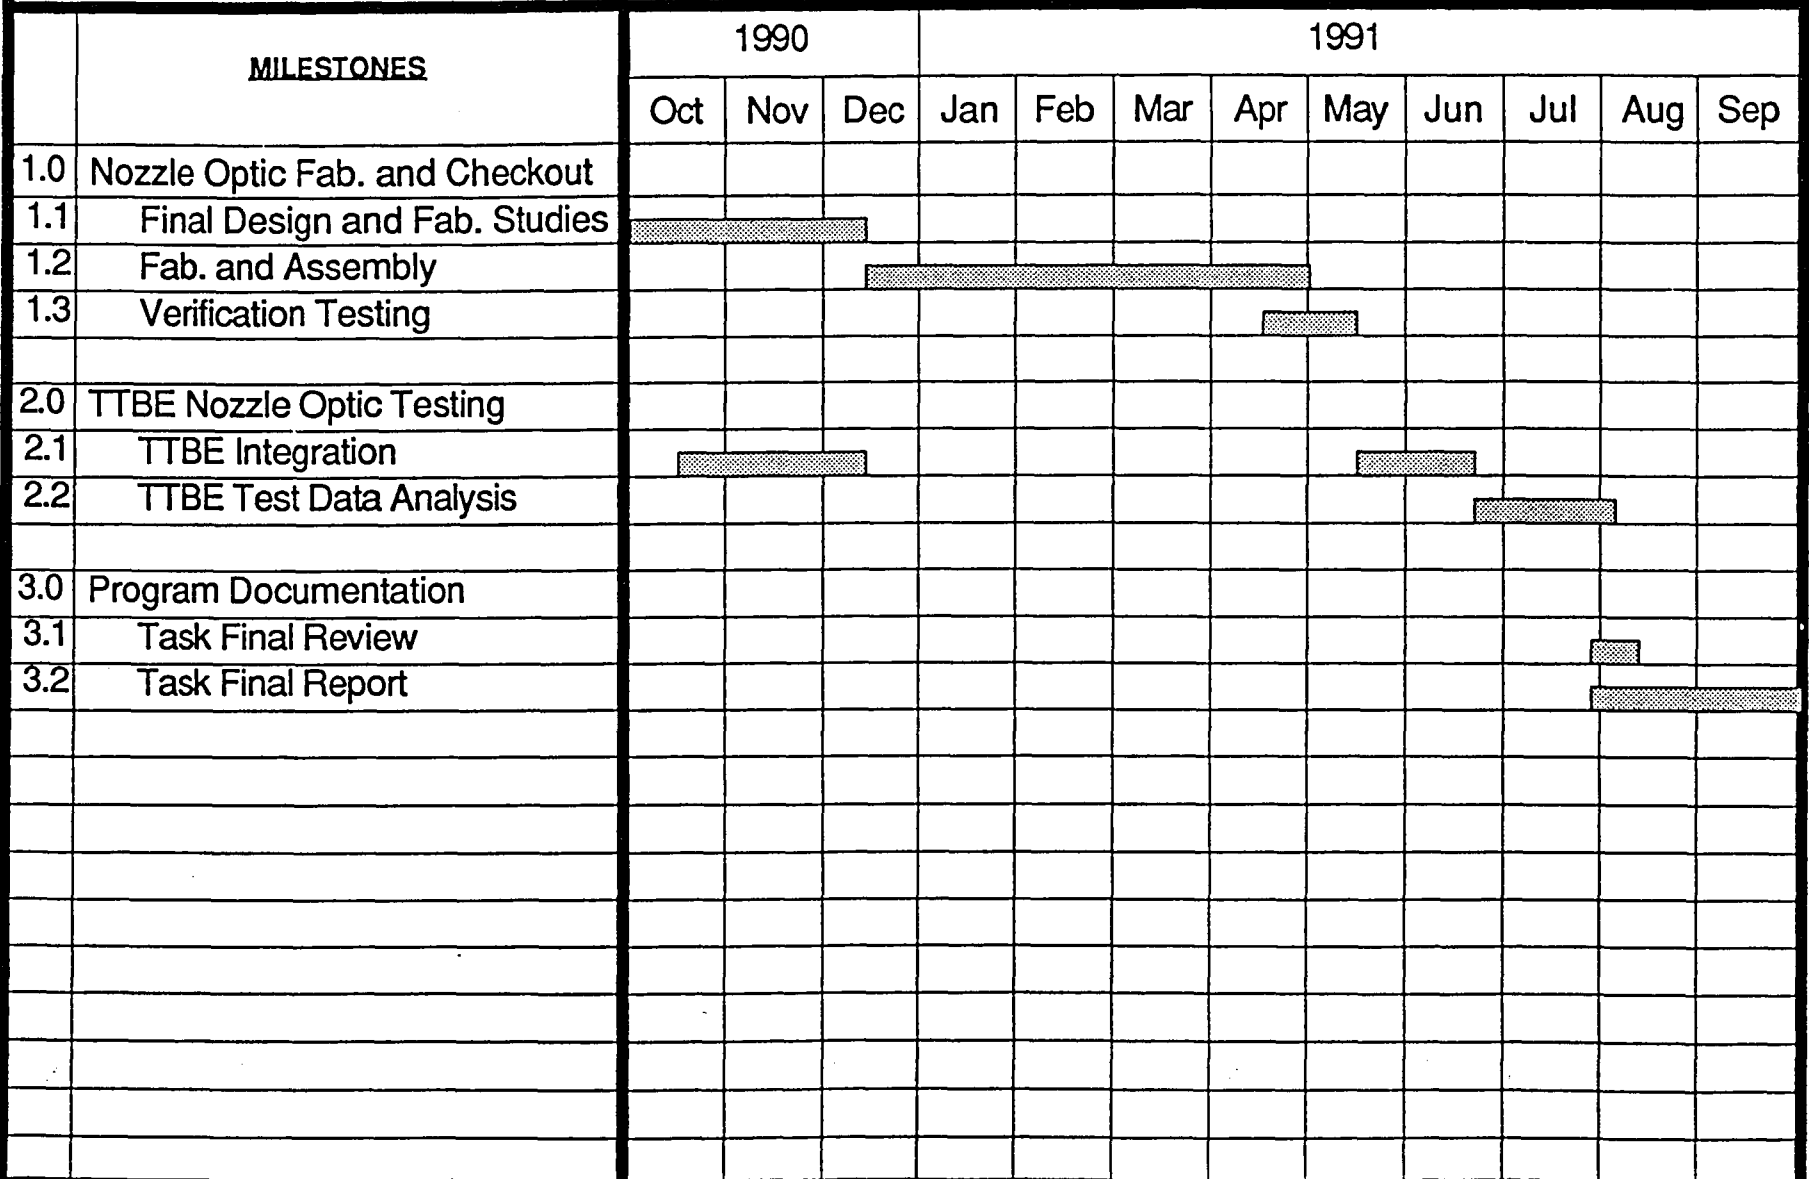 MILESTONES
1990 1991
Oct Nov Dec Jan Feb Mar Apr May Jun Jul Aug Sep
1.0 Nozzle Optic Fab. and Checkout
1.1 Final Design and Fab. Studies
1.2 Fab. and Assembly
1.3 Verification Testing
2.0 TTBE Nozzle Optic Testing
2.1 TTBE Integration
2.2 TTBE Test Data Analysis
3.0 Program Documentation
3.1 Task Final Review
3.2 Task Final Report